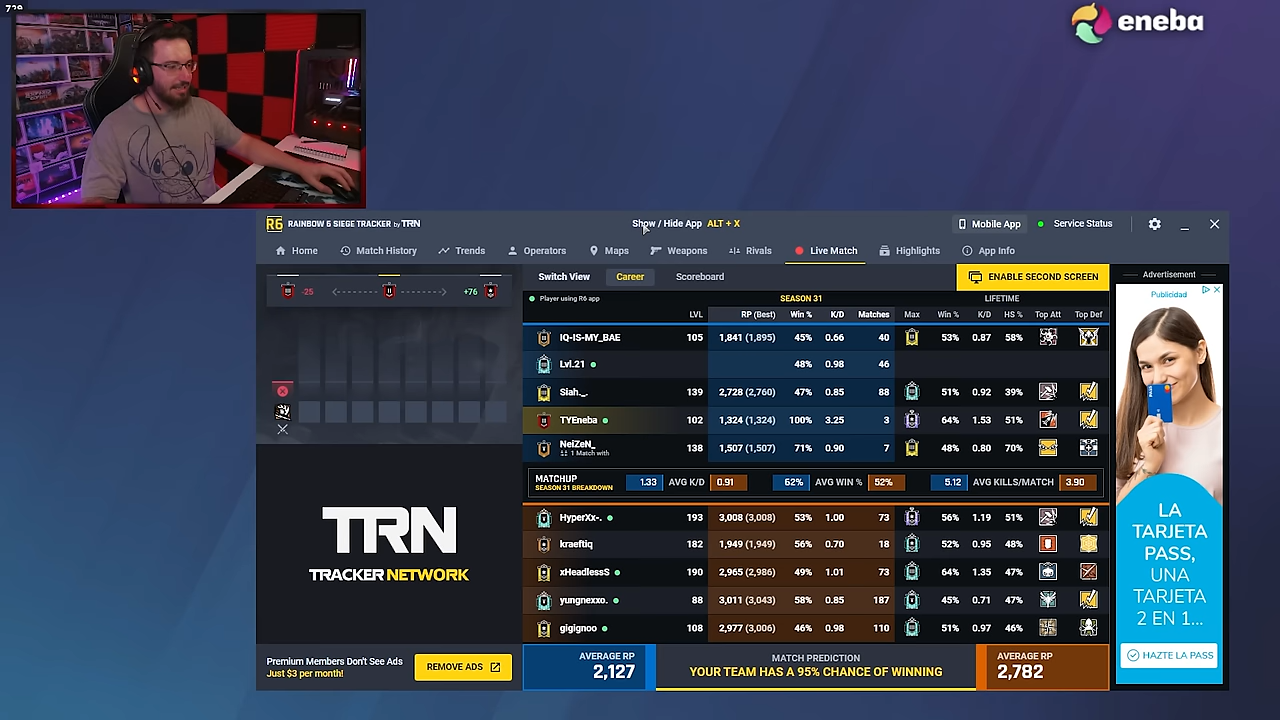 729
eneba
R6 RAINBOW 6 SIEGE TRACKER by TRN
Show / Hide App ALT + X
Mobile App
Service Status
Home
Match History
Trends
Operators
Maps
Weapons
Rivals
Live Match
Highlights
App Info
-25
+76
Switch View
Career
Scoreboard
ENABLE SECOND SCREEN
Player using R6 app
SEASON 31
LIFETIME
LVL RP (Best) Win % K/D Matches Max Win % K/D HS % Top Att Top Def
IQ-IS-MY_BAE 105 1,841 (1,895) 45% 0.66 40 53% 0.87 58%
Lvl.21 48% 0.98 46
Siah._. 139 2,728 (2,760) 47% 0.85 88 51% 0.92 39%
TYEneba 102 1,324 (1,324) 100% 3.25 3 64% 1.53 51%
NeiZeN_ 138 1,507 (1,507) 71% 0.90 7 48% 0.80 70%
1 Match with
MATCHUP
SEASON 31 BREAKDOWN
1.33 AVG K/D 0.91
62% AVG WIN % 52%
5.12 AVG KILLS/MATCH 3.90
HyperXx-. 193 3,008 (3,008) 53% 1.00 73 56% 1.19 51%
kraeftiq 182 1,949 (1,949) 56% 0.70 18 52% 0.95 48%
xHeadlessS 190 2,965 (2,986) 49% 1.01 73 64% 1.35 47%
yungnexxo. 88 3,011 (3,043) 58% 0.85 187 45% 0.71 47%
gigignoo 108 2,977 (3,006) 46% 0.98 110 51% 0.97 46%
TRN
TRACKER NETWORK
Premium Members Don't See Ads
Just $3 per month!
REMOVE ADS
AVERAGE RP
2,127
MATCH PREDICTION
YOUR TEAM HAS A 95% CHANCE OF WINNING
AVERAGE RP
2,782
Advertisement
Publicidad
LA
TARJETA
PASS,
UNA
TARJETA
2 EN 1...
HAZTE LA PASS